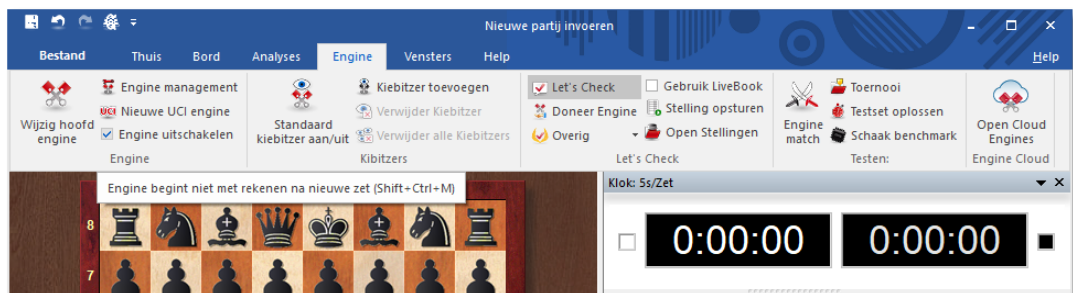 Nieuwe partij invoeren
Bestand Thuis Bord Analyses Engine Vensters Help Help
Wijzig hoofd engine
Engine management
UCI Nieuwe UCI engine
Engine uitschakelen
Engine
Standaard kiebitzer aan/uit
Kiebitzer toevoegen
Verwijder Kiebitzer
Verwijder alle Kiebitzers
Kibitzers
Let's Check
Doneer Engine
Overig
Gebruik LiveBook
Stelling opsturen
Open Stellingen
Let's Check
Engine match
Toernooi
Testset oplossen
Schaak benchmark
Testen:
Open Cloud Engines
Engine Cloud
Engine begint niet met rekenen na nieuwe zet (Shift+Ctrl+M)
Klok: 5s/Zet
8
7
0:00:00 0:00:00